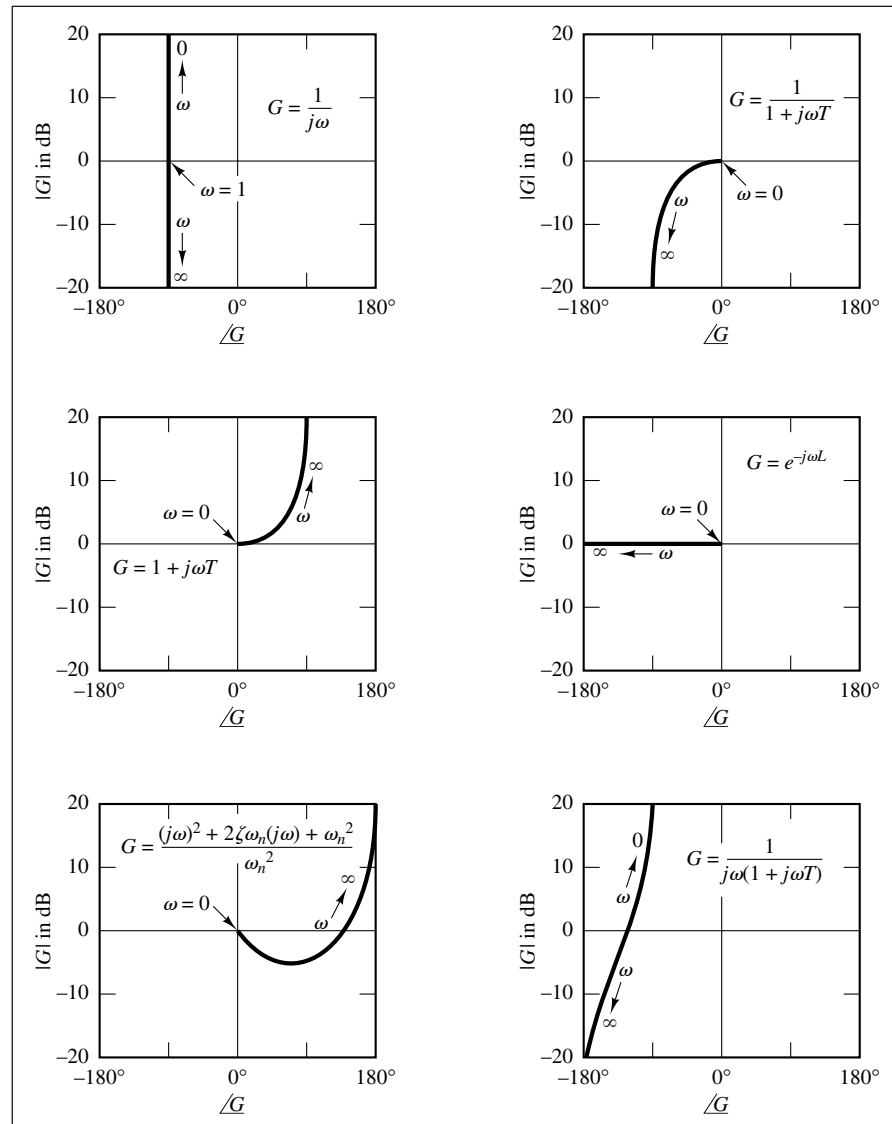 20
0
10
ω
G = 1/jω
|G| in dB
0
ω = 1
ω
–10
∞
–20
–180° 0° 180°
∠G
20
10
G = 1/(1 + jωT)
|G| in dB
0
ω = 0
ω
–10
∞
–20
–180° 0° 180°
∠G
20
10
∞
ω
|G| in dB
ω = 0
0
G = 1 + jωT
–10
–20
–180° 0° 180°
∠G
20
G = e^{–jωL}
10
ω = 0
|G| in dB
0
∞ ω
–10
–20
–180° 0° 180°
∠G
20
G = ((jω)² + 2ζωₙ(jω) + ωₙ²)/ωₙ²
10
∞
ω = 0
ω
|G| in dB
0
–10
–20
–180° 0° 180°
∠G
20
0
G = 1/(jω(1 + jωT))
10
ω
|G| in dB
0
ω
–10
∞
–20
–180° 0° 180°
∠G